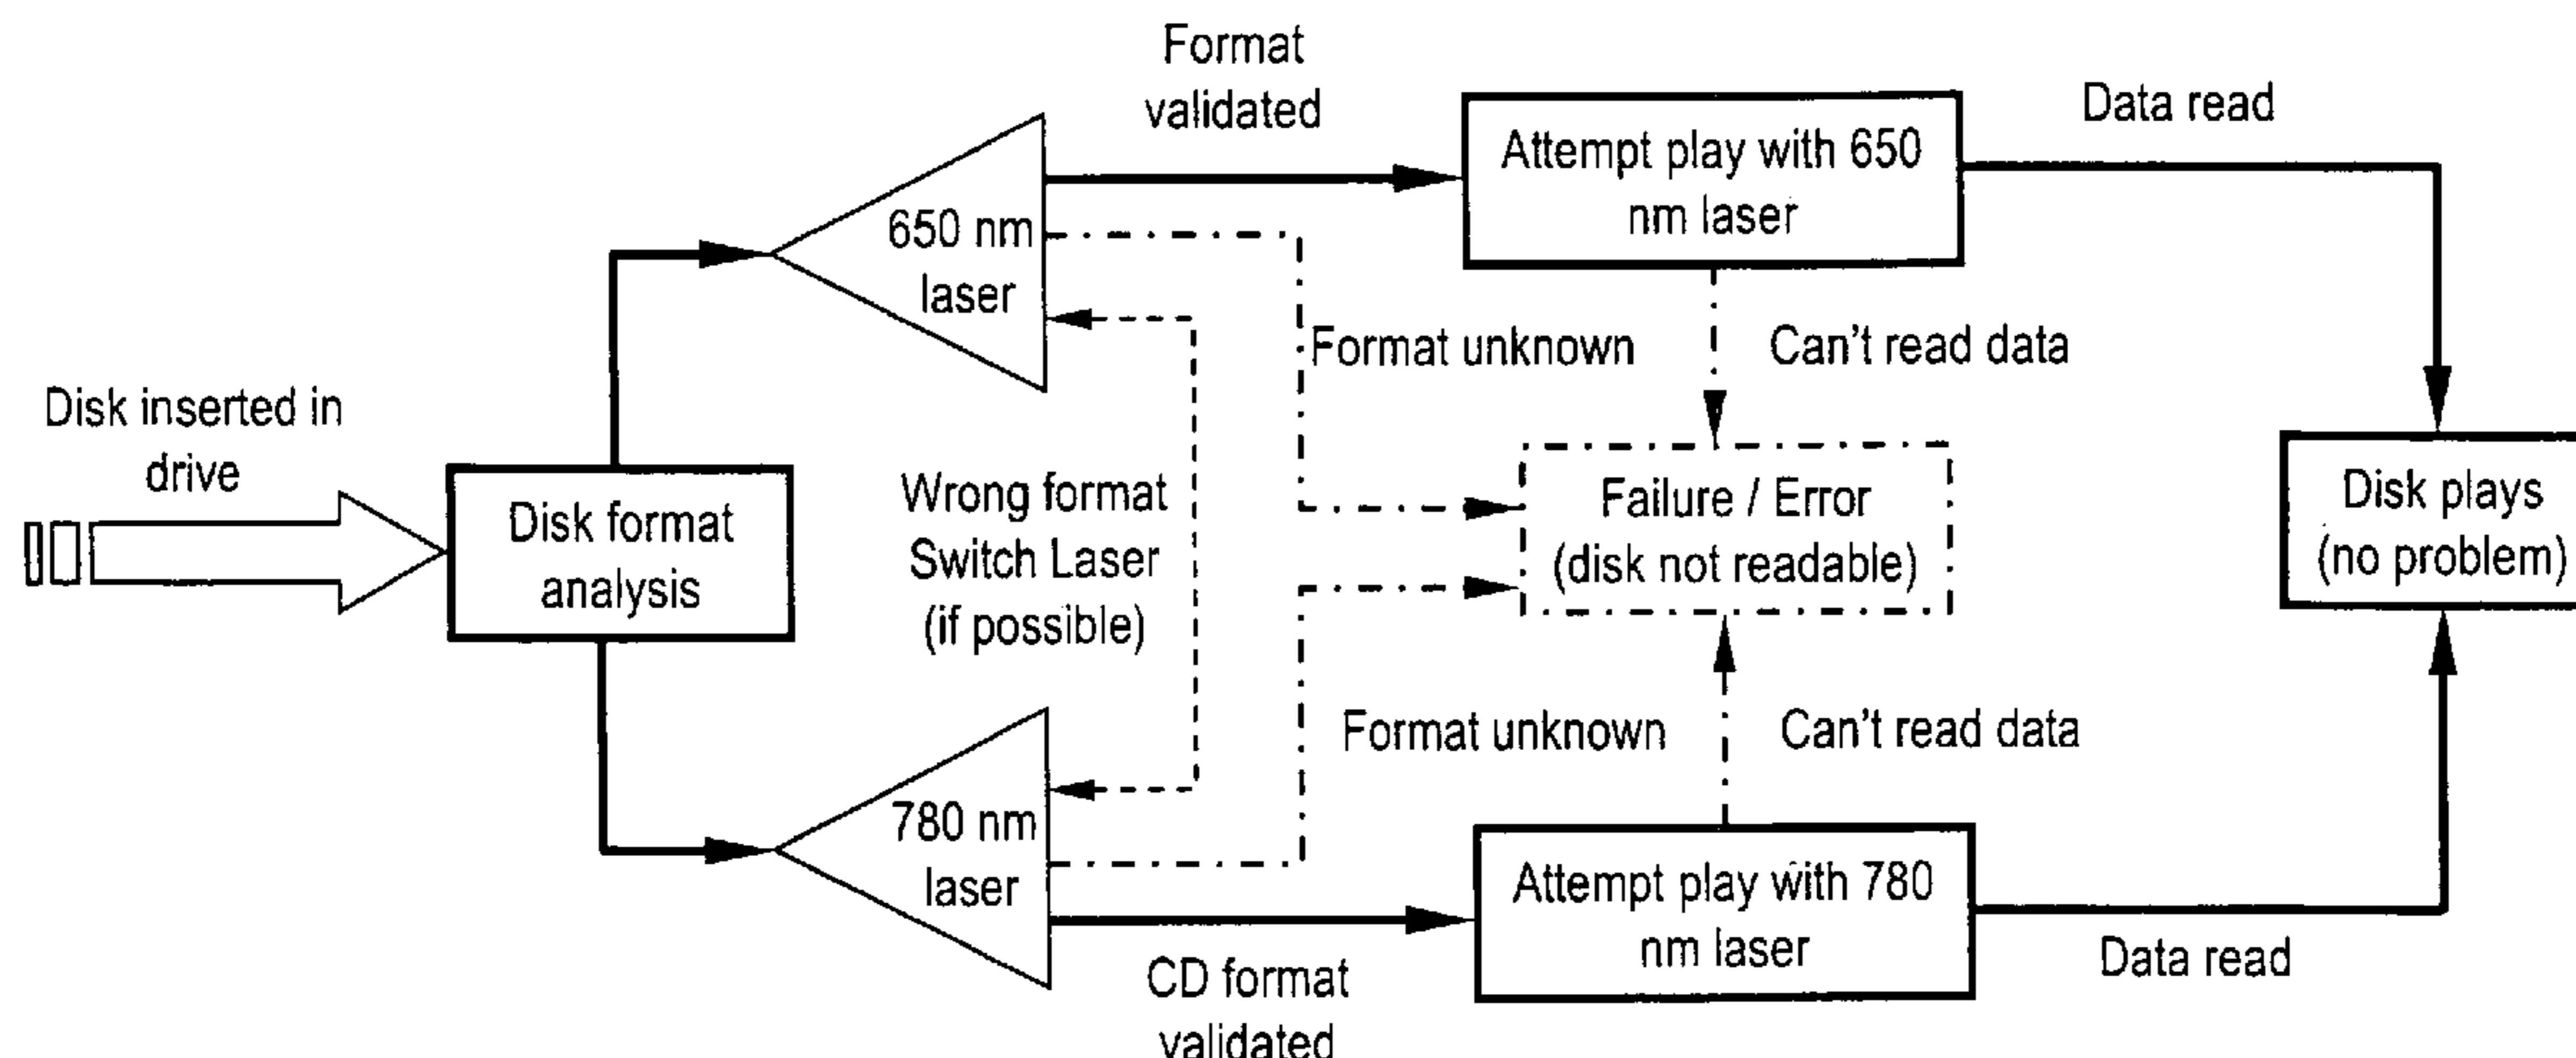 Format
validated
Attempt play with 650
nm laser
Data read
650 nm
laser
Format unknown
Can't read data
Disk inserted in
drive
Disk format
analysis
Wrong format
Switch Laser
(if possible)
Failure / Error
(disk not readable)
Disk plays
(no problem)
Format unknown
Can't read data
780 nm
laser
Attempt play with 780
nm laser
CD format
validated
Data read